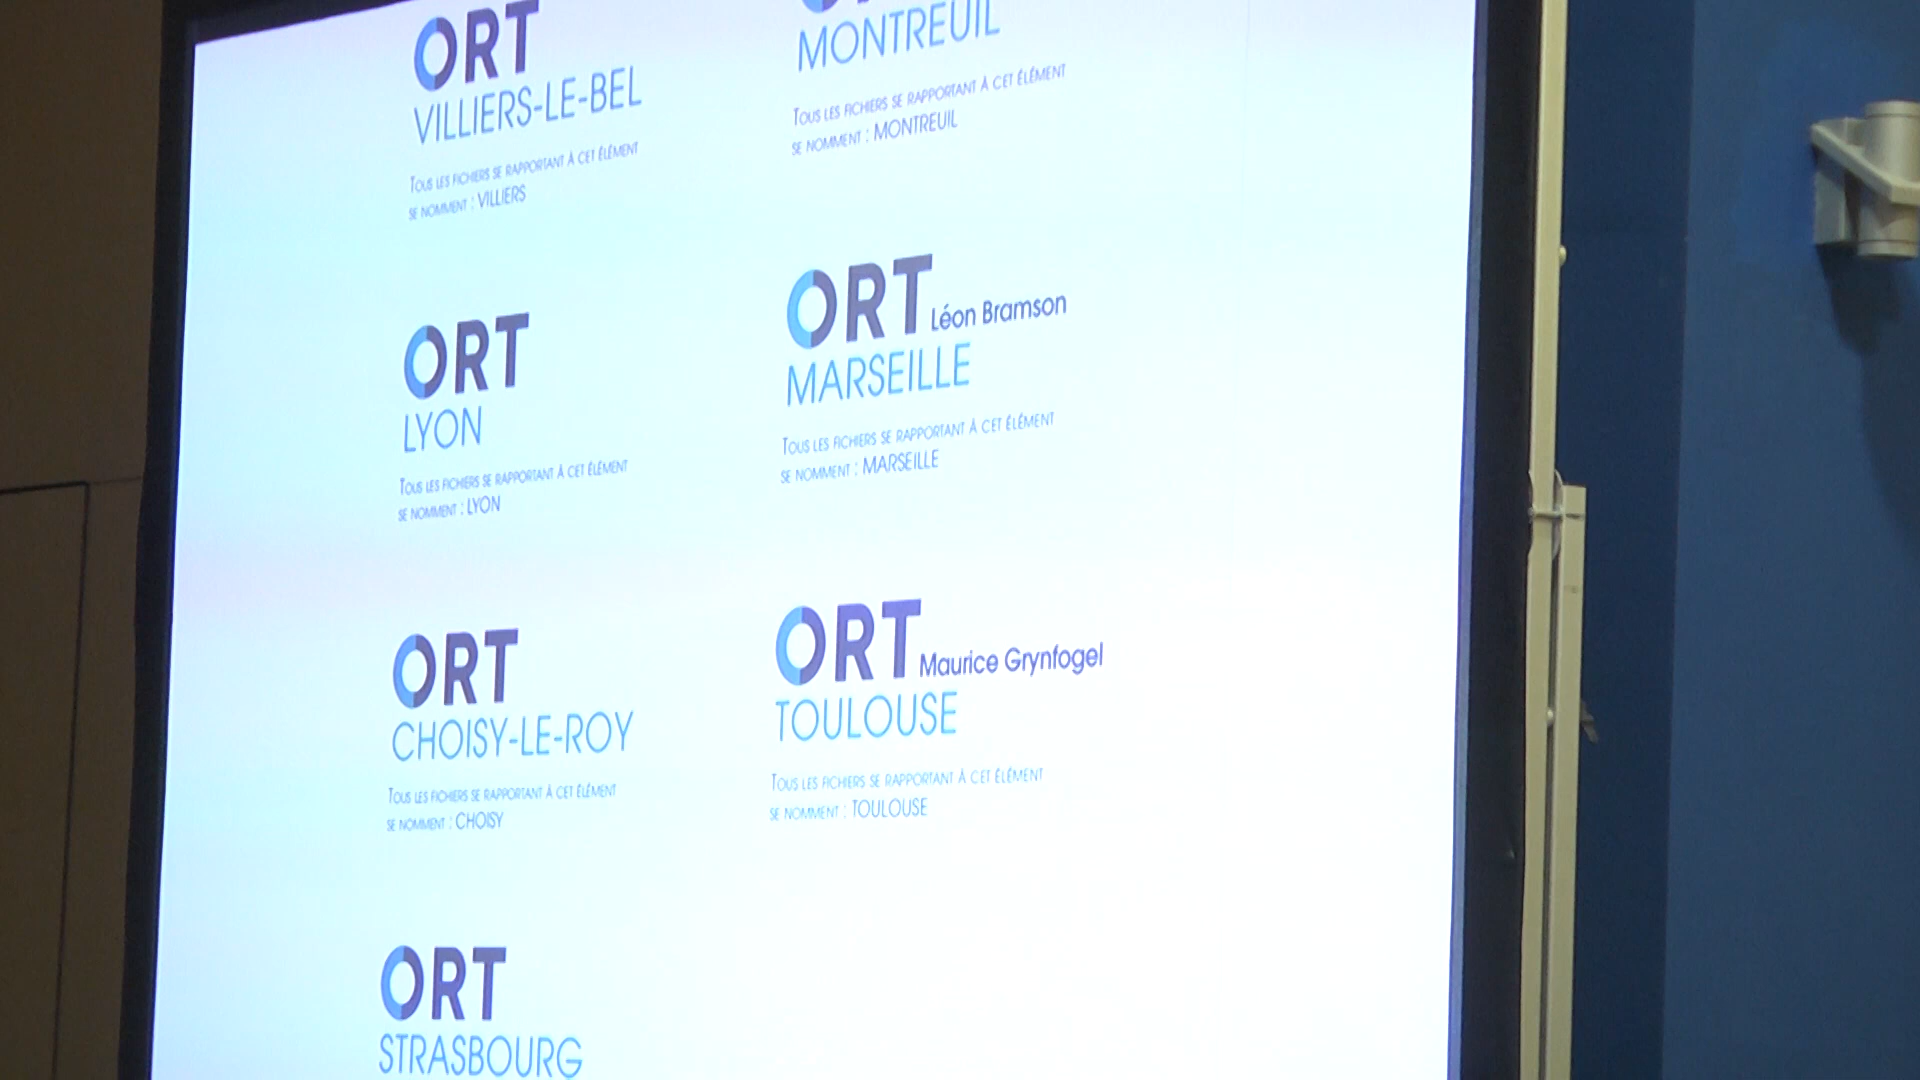 ORT
VILLIERS-LE-BEL
Tous les fichiers se rapportant à cet élément
se nomment : VILLIERS
MONTREUIL
Tous les fichiers se rapportant à cet élément
se nomment : MONTREUIL
ORT
LYON
Tous les fichiers se rapportant à cet élément
se nomment : LYON
ORT Léon Bramson
MARSEILLE
Tous les fichiers se rapportant à cet élément
se nomment : MARSEILLE
ORT
CHOISY-LE-ROY
Tous les fichiers se rapportant à cet élément
se nomment : CHOISY
ORT Maurice Grynfogel
TOULOUSE
Tous les fichiers se rapportant à cet élément
se nomment : TOULOUSE
ORT
STRASBOURG